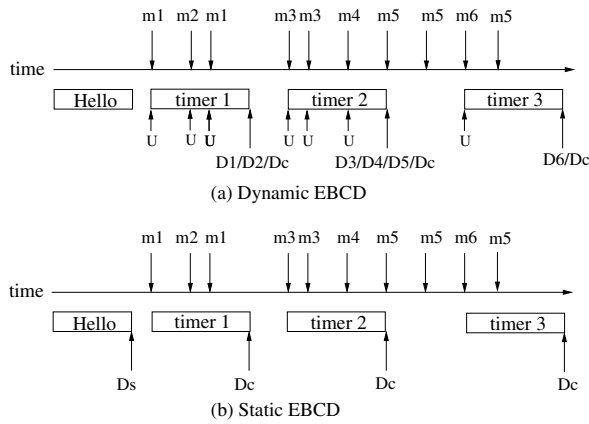 m1 m2 m1 m3 m3 m4 m5 m5 m6 m5
time
Hello timer 1 timer 2 timer 3
U U U U U U U
D1/D2/Dc D3/D4/D5/Dc D6/Dc
(a) Dynamic EBCD
m1 m2 m1 m3 m3 m4 m5 m5 m6 m5
time
Hello timer 1 timer 2 timer 3
Ds Dc Dc Dc
(b) Static EBCD